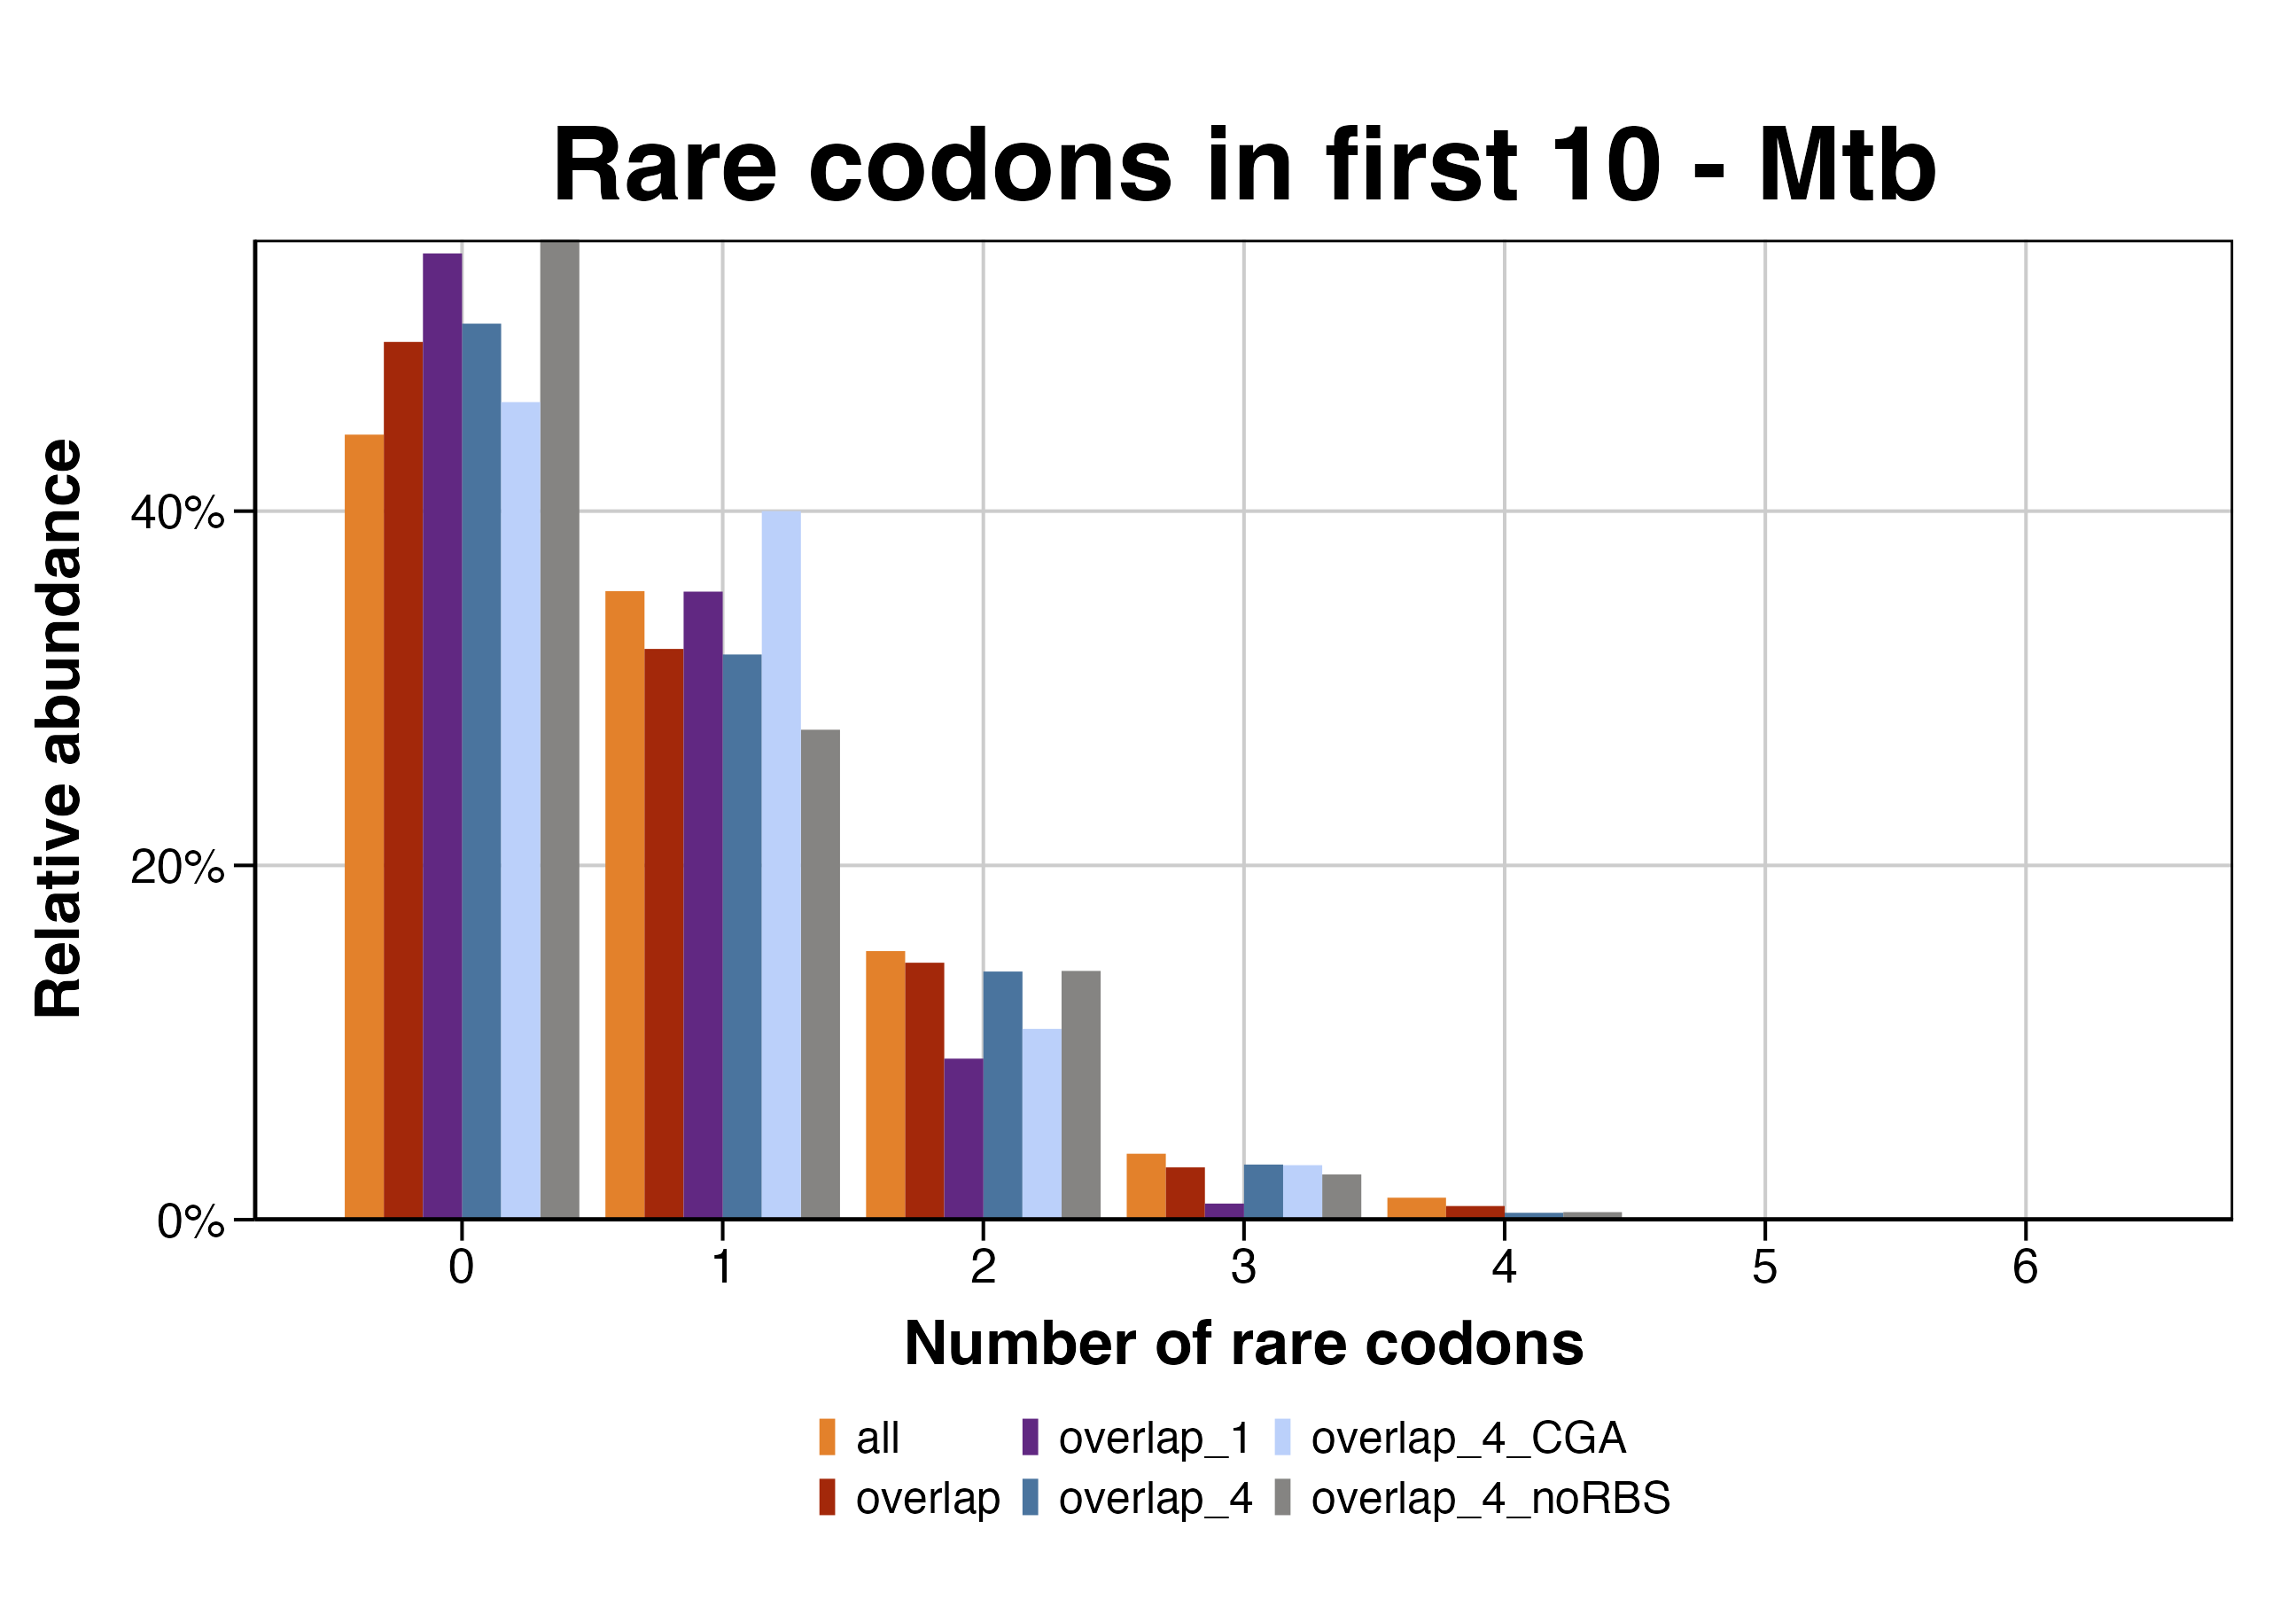 Rare codons in first 10 - Mtb
Relative abundance
40%
20%
0%
0 1 2 3 4 5 6
Number of rare codons
all overlap_1 overlap_4_CGA
overlap overlap_4 overlap_4_noRBS